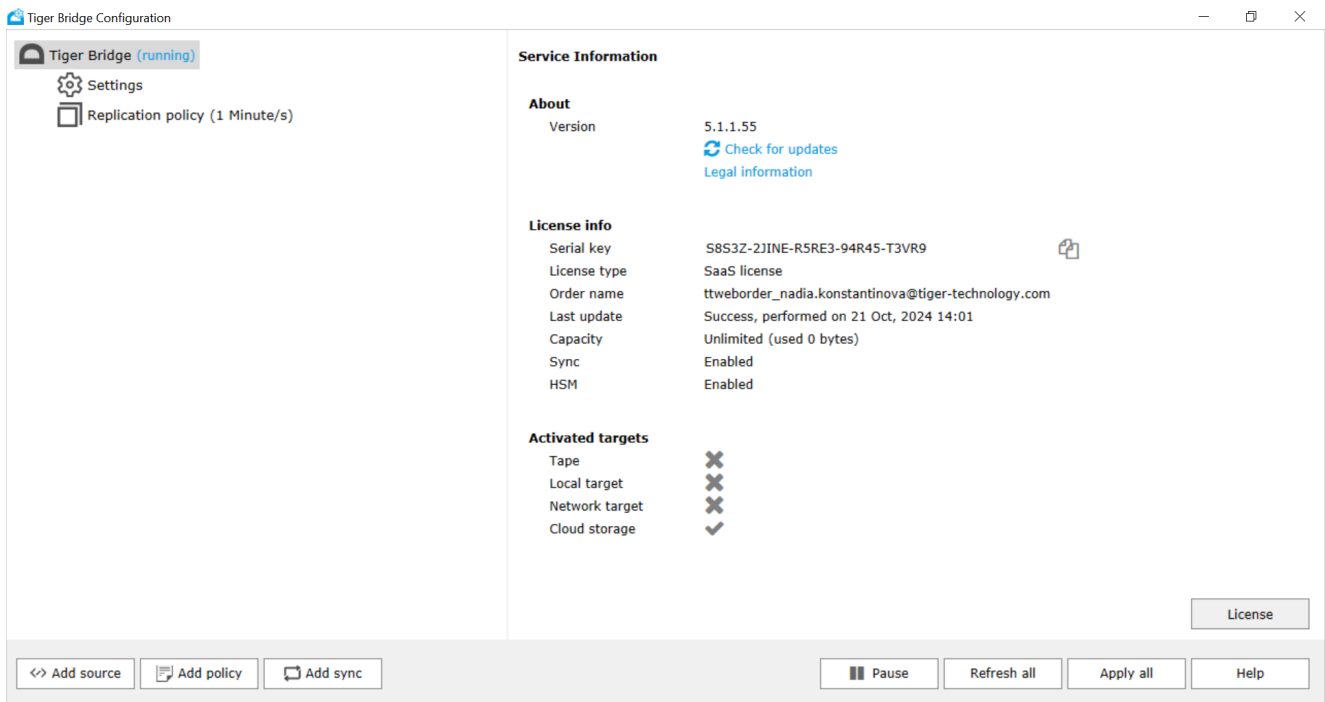 Tiger Bridge Configuration
Tiger Bridge (running)
Settings
Replication policy (1 Minute/s)
Service Information
About
Version 5.1.1.55
Check for updates
Legal information
License info
Serial key S8S3Z-2JINE-R5RE3-94R45-T3VR9
License type SaaS license
Order name ttweborder_nadia.konstantinova@tiger-technology.com
Last update Success, performed on 21 Oct, 2024 14:01
Capacity Unlimited (used 0 bytes)
Sync Enabled
HSM Enabled
Activated targets
Tape
Local target
Network target
Cloud storage
License
Add source Add policy Add sync Pause Refresh all Apply all Help